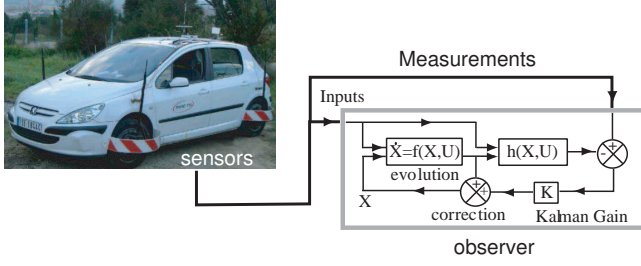 Measurements
Inputs
sensors
Ẋ=f(X,U)
h(X,U)
+
-
evolution
X
+
+
K
correction
Kalman Gain
observer